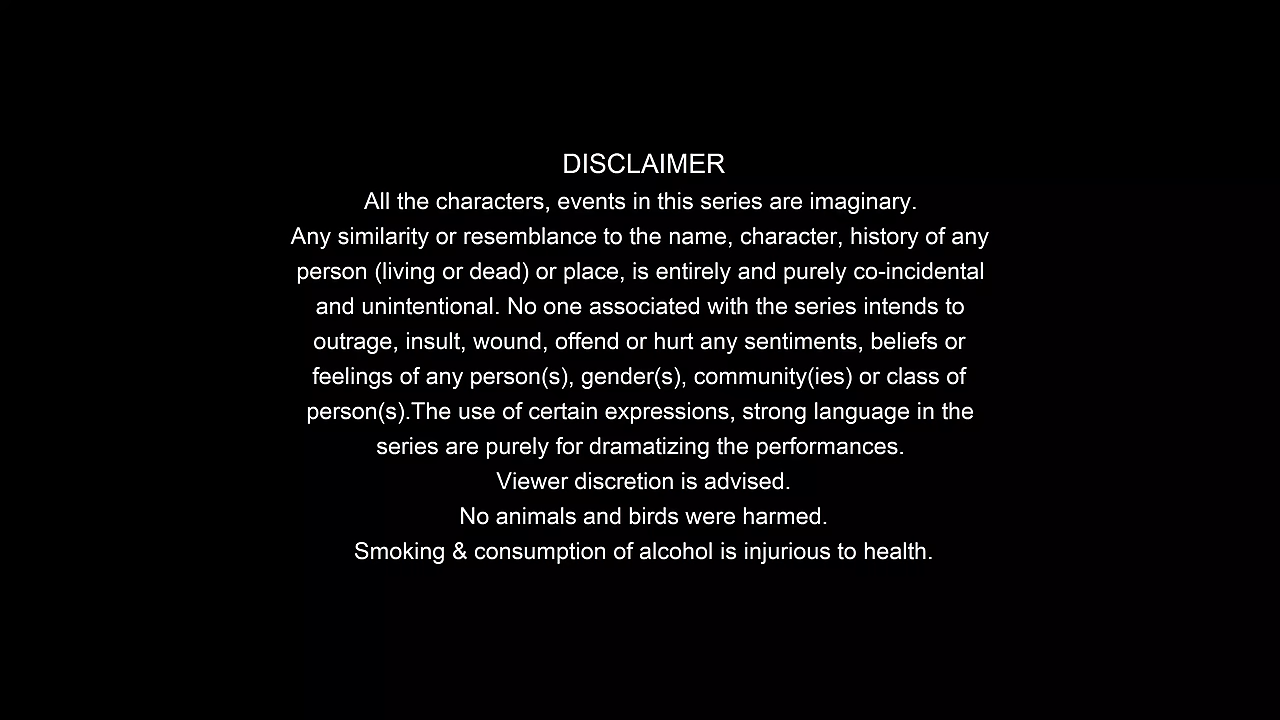 DISCLAIMER
All the characters, events in this series are imaginary.
Any similarity or resemblance to the name, character, history of any
person (living or dead) or place, is entirely and purely co-incidental
and unintentional. No one associated with the series intends to
outrage, insult, wound, offend or hurt any sentiments, beliefs or
feelings of any person(s), gender(s), community(ies) or class of
person(s).The use of certain expressions, strong language in the
series are purely for dramatizing the performances.
Viewer discretion is advised.
No animals and birds were harmed.
Smoking & consumption of alcohol is injurious to health.